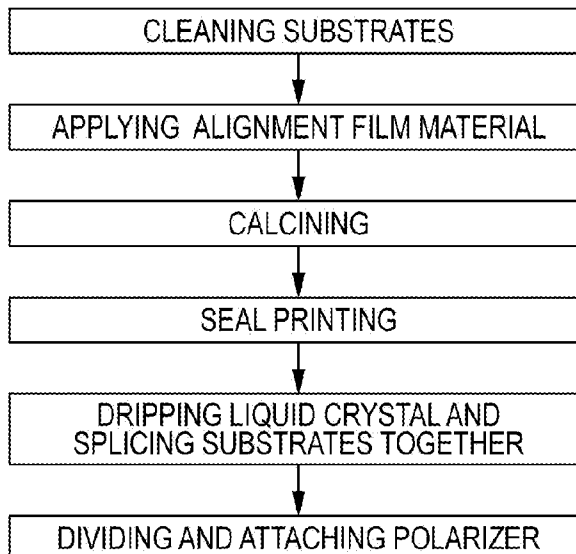 CLEANING SUBSTRATES
APPLYING ALIGNMENT FILM MATERIAL
CALCINING
SEAL PRINTING
DRIPPING LIQUID CRYSTAL AND
SPLICING SUBSTRATES TOGETHER
DIVIDING AND ATTACHING POLARIZER